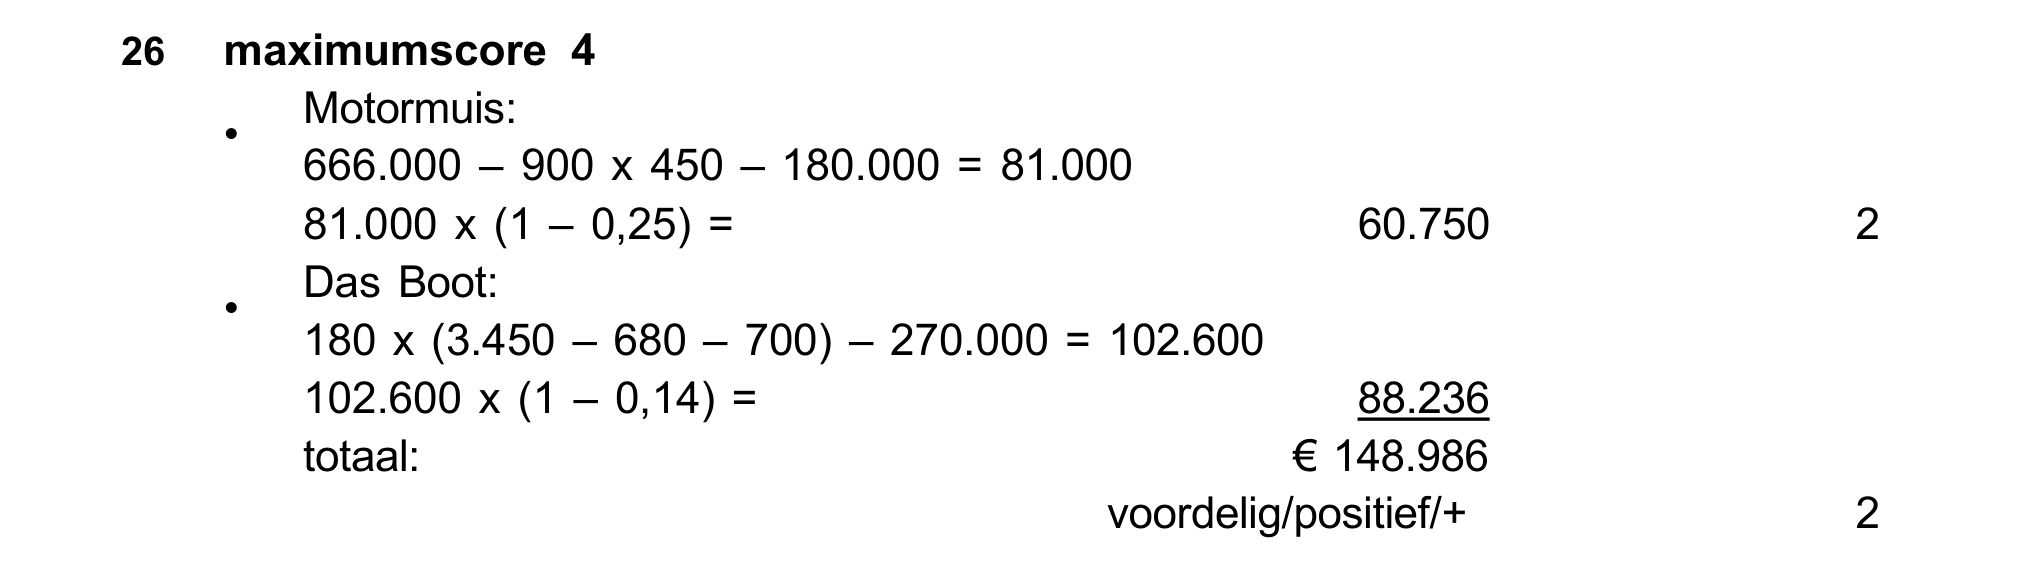 26 maximumscore 4
• Motormuis:
666.000 – 900 x 450 – 180.000 = 81.000
81.000 x (1 – 0,25) = 60.750 2
• Das Boot:
180 x (3.450 – 680 – 700) – 270.000 = 102.600
102.600 x (1 – 0,14) = 88.236
totaal: € 148.986
voordelig/positief/+ 2